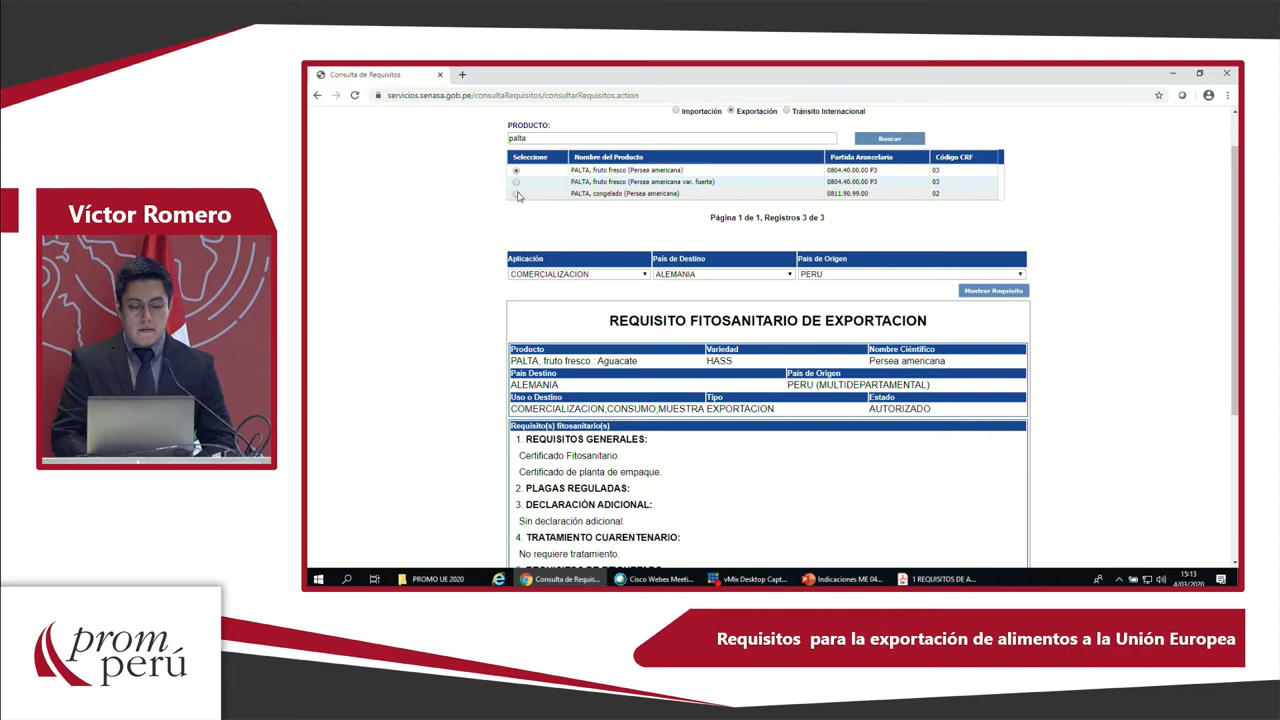 Consulta de Requisitos
servicios.senasa.gob.pe/consultaRequisitos/consultarRequisitos.action
Importación Exportación Tránsito Internacional
PRODUCTO:
palta
Buscar
Seleccione Nombre del Producto Partida Arancelaria Código CRF
PALTA, fruto fresco (Persea americana) 0804.40.00.00 P3 03
PALTA, fruto fresco (Persea americana var. fuerte) 0804.40.00.00 P3 03
PALTA, congelado (Persea americana) 0811.90.99.00 02
Página 1 de 1, Registros 3 de 3
Aplicación País de Destino País de Origen
COMERCIALIZACION ALEMANIA PERU
Mostrar Requisito
REQUISITO FITOSANITARIO DE EXPORTACION
Producto Variedad Nombre Ciéntifico
PALTA, fruto fresco : Aguacate HASS Persea americana
País Destino País de Origen
ALEMANIA PERU (MULTIDEPARTAMENTAL)
Uso o Destino Tipo Estado
COMERCIALIZACION,CONSUMO,MUESTRA EXPORTACION AUTORIZADO
Requisito(s) fitosanitario(s)
1. REQUISITOS GENERALES:
Certificado Fitosanitario.
Certificado de planta de empaque.
2. PLAGAS REGULADAS:
3. DECLARACIÓN ADICIONAL:
Sin declaración adicional.
4. TRATAMIENTO CUARENTENARIO:
No requiere tratamiento.
PROMO UE 2020 Consulta de Requis... Cisco Webex Meeti... vMix Desktop Capt... Indicaciones ME 04... 1 REQUISITOS DE A...
15:13
4/03/2020
Víctor Romero
prom
perú
Requisitos para la exportación de alimentos a la Unión Europea